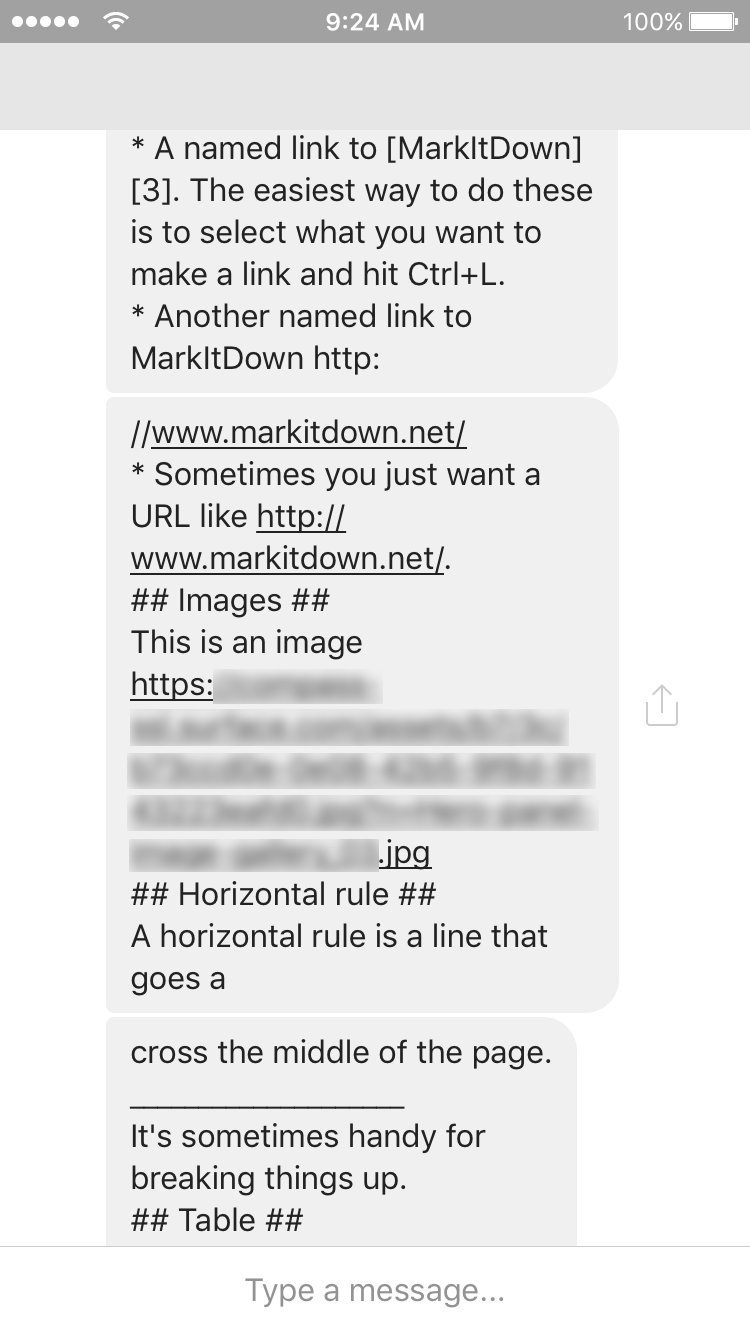 9:24 AM
100%
* A named link to [MarkItDown]
[3]. The easiest way to do these
is to select what you want to
make a link and hit Ctrl+L.
* Another named link to
MarkItDown http:
//www.markitdown.net/
* Sometimes you just want a
URL like http://
www.markitdown.net/.
## Images ##
This is an image
https:
.jpg
## Horizontal rule ##
A horizontal rule is a line that
goes a
cross the middle of the page.
_________________
It's sometimes handy for
breaking things up.
## Table ##
Type a message...